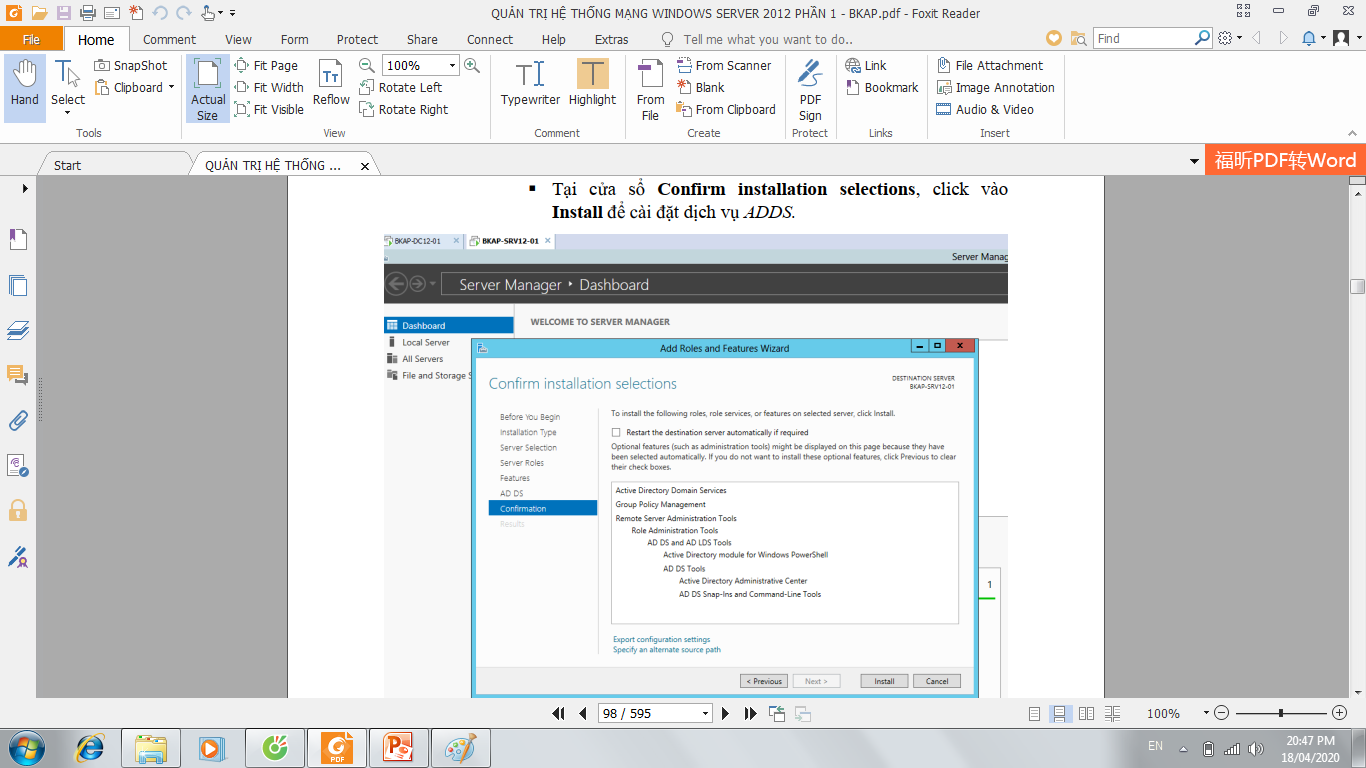 QUẢN TRỊ HỆ THỐNG MẠNG WINDOWS SERVER 2012 PHẦN 1 - BKAP.pdf - Foxit Reader
File Home Comment View Form Protect Share Connect Help Extras Tell me what you want to do.. Find
Hand
Select
SnapShot
Clipboard
Tools
Actual Size
Fit Page
Fit Width
Fit Visible
Reflow
100%
Rotate Left
Rotate Right
View
Typewriter
Highlight
Comment
From File
From Scanner
Blank
From Clipboard
Create
PDF Sign
Protect
Link
Bookmark
Links
File Attachment
Image Annotation
Audio & Video
Insert
Start
QUẢN TRỊ HỆ THỐNG ...
福昕PDF转Word
▪ Tại cửa sổ Confirm installation selections, click vào
Install để cài đặt dịch vụ ADDS.
BKAP-DC12-01 BKAP-SRV12-01
Server Manag
Server Manager ‣ Dashboard
Dashboard
Local Server
All Servers
File and Storage S
WELCOME TO SERVER MANAGER
Add Roles and Features Wizard
Confirm installation selections
DESTINATION SERVER
BKAP-SRV12-01
Before You Begin
Installation Type
Server Selection
Server Roles
Features
AD DS
Confirmation
Results
To install the following roles, role services, or features on selected server, click Install.
Restart the destination server automatically if required
Optional features (such as administration tools) might be displayed on this page because they have
been selected automatically. If you do not want to install these optional features, click Previous to clear
their check boxes.
Active Directory Domain Services
Group Policy Management
Remote Server Administration Tools
Role Administration Tools
AD DS and AD LDS Tools
Active Directory module for Windows PowerShell
AD DS Tools
Active Directory Administrative Center
AD DS Snap-Ins and Command-Line Tools
1
Export configuration settings
Specify an alternate source path
< Previous Next > Install Cancel
98 / 595
100%
PDF
EN
20:47 PM
18/04/2020